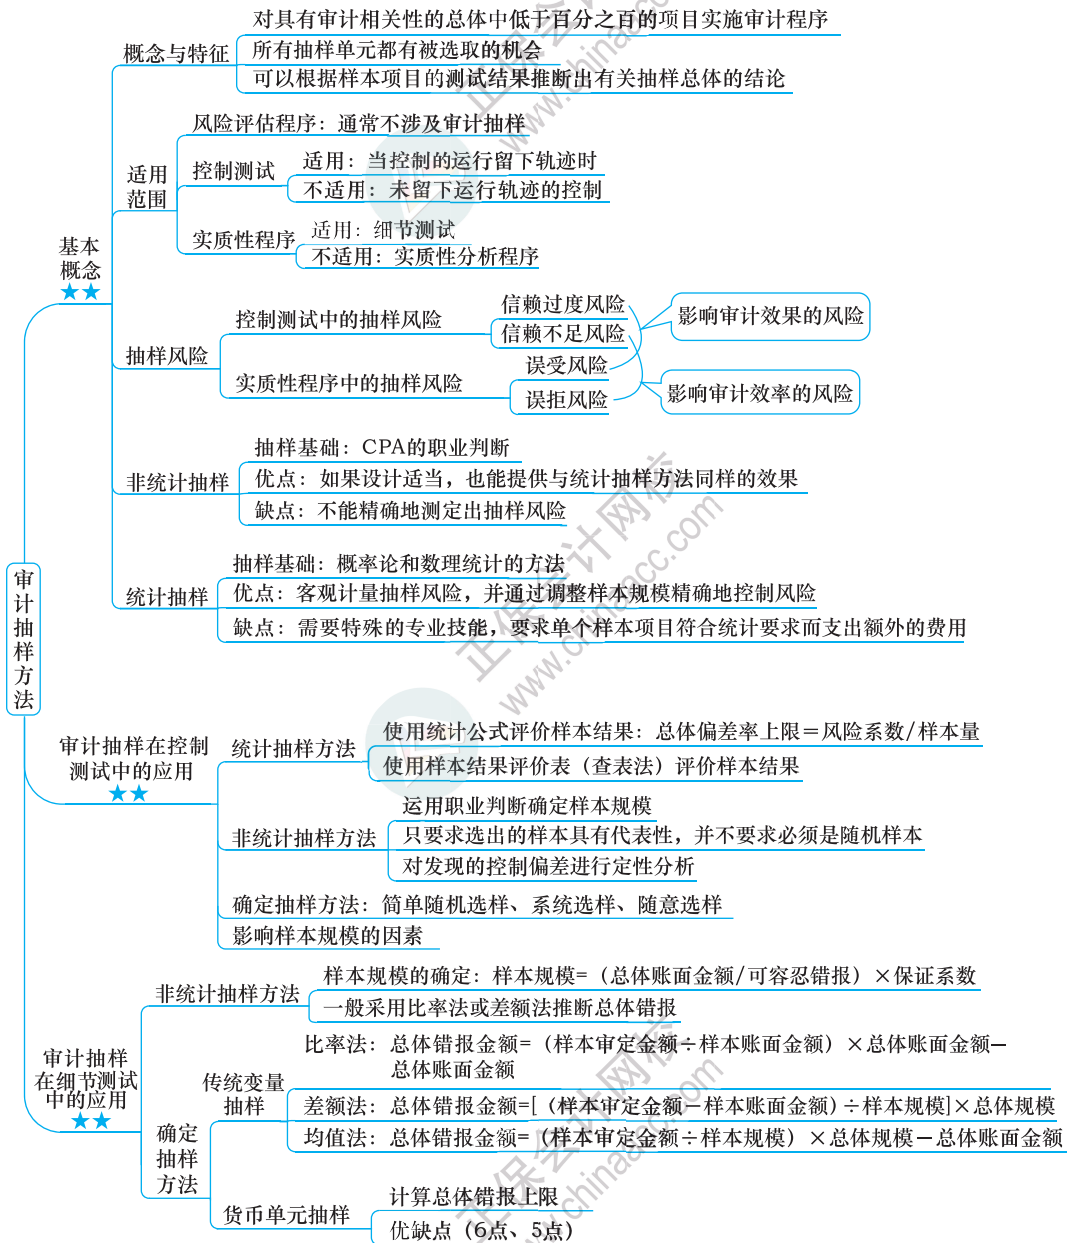 对具有审计相关性的总体中低于百分之百的项目实施审计程序
概念与特征
所有抽样单元都有被选取的机会
可以根据样本项目的测试结果推断出有关抽样总体的结论
风险评估程序：通常不涉及审计抽样
适用
范围
控制测试
适用：当控制的运行留下轨迹时
不适用：未留下运行轨迹的控制
实质性程序
适用：细节测试
不适用：实质性分析程序
基本
概念
★★
抽样风险
控制测试中的抽样风险
信赖过度风险
信赖不足风险
影响审计效果的风险
实质性程序中的抽样风险
误受风险
误拒风险
影响审计效率的风险
非统计抽样
抽样基础：CPA的职业判断
优点：如果设计适当，也能提供与统计抽样方法同样的效果
缺点：不能精确地测定出抽样风险
统计抽样
抽样基础：概率论和数理统计的方法
优点：客观计量抽样风险，并通过调整样本规模精确地控制风险
缺点：需要特殊的专业技能，要求单个样本项目符合统计要求而支出额外的费用
审计抽样方法
审计抽样在控制
测试中的应用
★★
统计抽样方法
使用统计公式评价样本结果：总体偏差率上限＝风险系数/样本量
使用样本结果评价表（查表法）评价样本结果
非统计抽样方法
运用职业判断确定样本规模
只要求选出的样本具有代表性，并不要求必须是随机样本
对发现的控制偏差进行定性分析
确定抽样方法：简单随机选样、系统选样、随意选样
影响样本规模的因素
审计抽样
在细节测试
中的应用
★★
非统计抽样方法
样本规模的确定：样本规模=（总体账面金额/可容忍错报）×保证系数
一般采用比率法或差额法推断总体错报
确定
抽样
方法
传统变量
抽样
比率法：总体错报金额=（样本审定金额÷样本账面金额）×总体账面金额—
总体账面金额
差额法：总体错报金额=[（样本审定金额－样本账面金额）÷样本规模]×总体规模
均值法：总体错报金额=（样本审定金额÷样本规模）×总体规模－总体账面金额
货币单元抽样
计算总体错报上限
优缺点（6点、5点）
正保会计网校
www.chinaacc.com
正保会计网校
www.chinaacc.com
正保会计网校
www.chinaacc.com